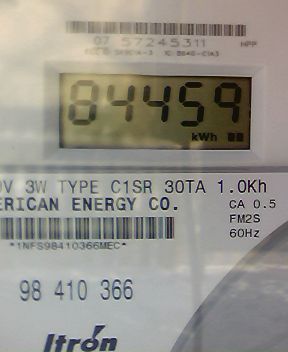 07 57245311 HPP
84459
kWh
0V 3W TYPE C1SR 30TA 1.0Kh
ERICAN ENERGY CO.
CA 0.5
FM2S
60Hz
*1NFS98410366MEC*
98 410 366
Itron